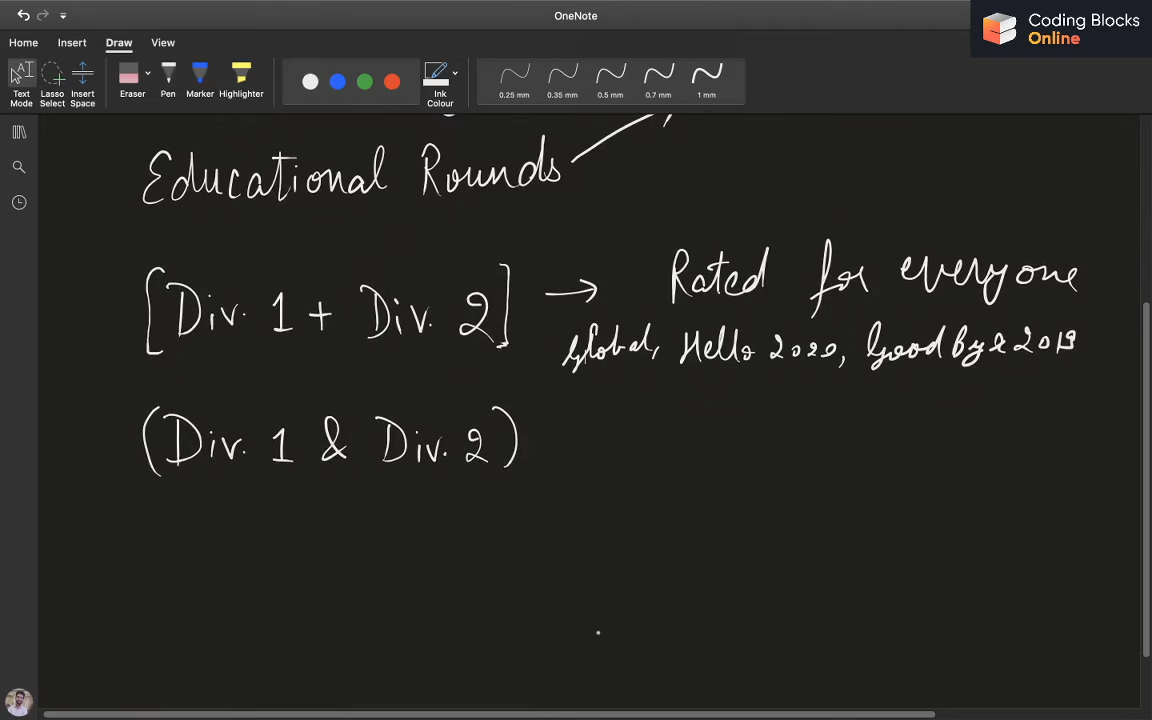 OneNote
Coding Blocks
Online
Home Insert Draw View
Text Mode
Lasso Select
Insert Space
Eraser
Pen
Marker
Highlighter
Ink Colour
0.25 mm 0.35 mm 0.5 mm 0.7 mm 1 mm
Educational Rounds
[Div. 1 + Div. 2] → Rated for everyone
Global, Hello 2020, Good Bye 2019
(Div. 1 & Div. 2)